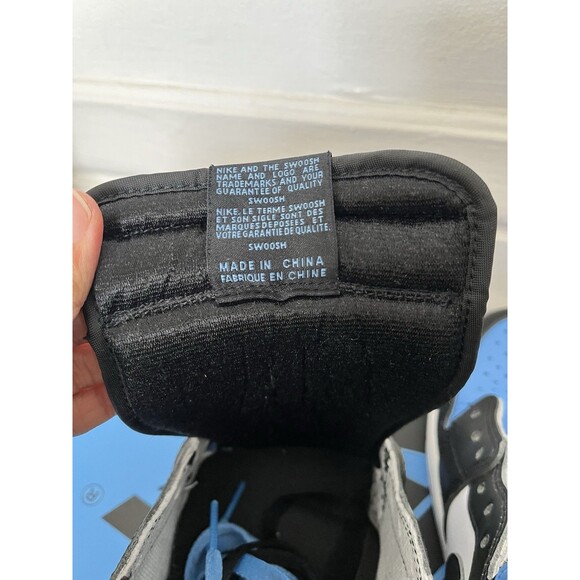 NIKE AND THE SWOOSH
NAME AND LOGO ARE
TRADEMARKS AND YOUR
GUARANTEE OF QUALITY
SWOOSH
NIKE, LE TERME SWOOSH
ET SON SIGLE SONT DES
MARQUES DEPOSEES ET
VOTRE GARANTIE DE QUALITE.
SWOOSH
MADE IN CHINA
FABRIQUE EN CHINE
®